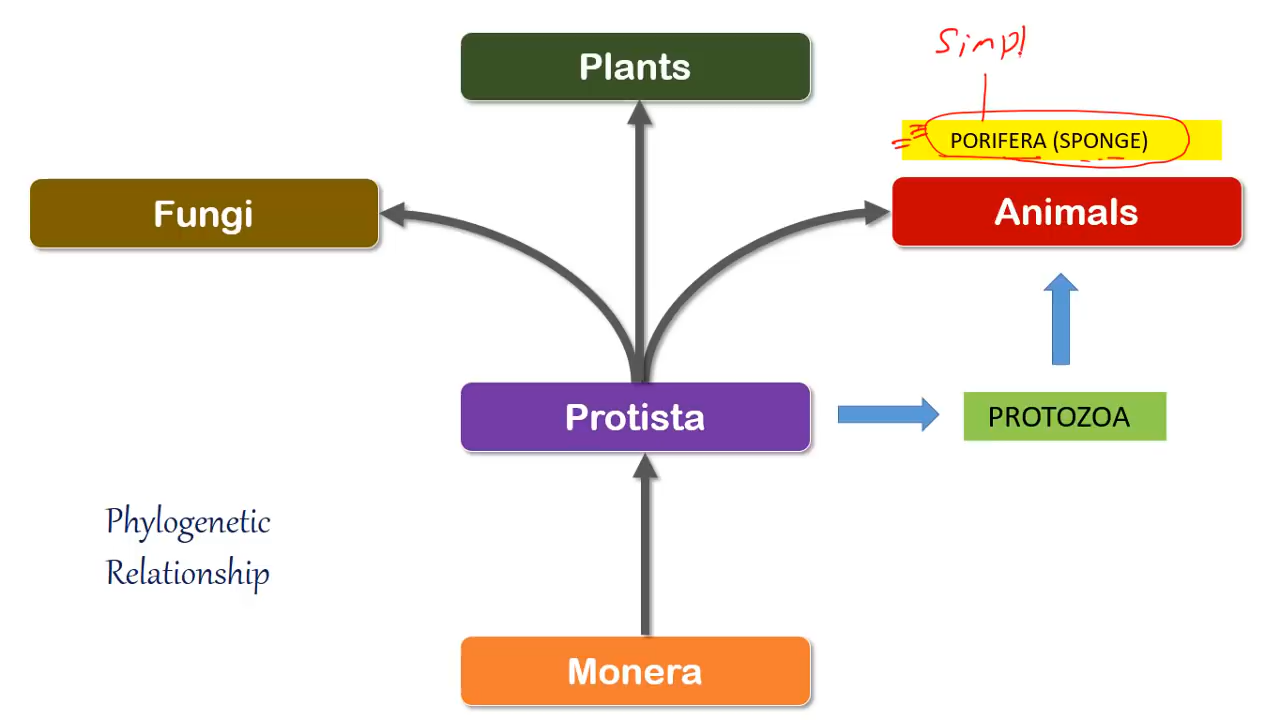 Simpl
Plants
PORIFERA (SPONGE)
Fungi
Animals
Protista
PROTOZOA
Phylogenetic
Relationship
Monera